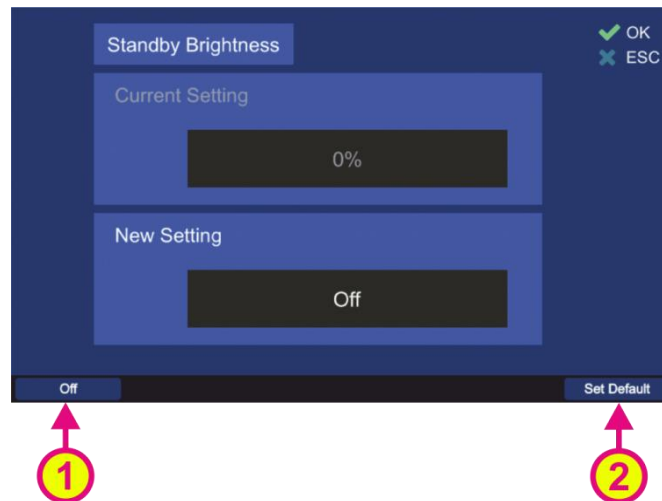 Standby Brightness
OK
ESC
Current Setting
0%
New Setting
Off
Off
Set Default
1
2